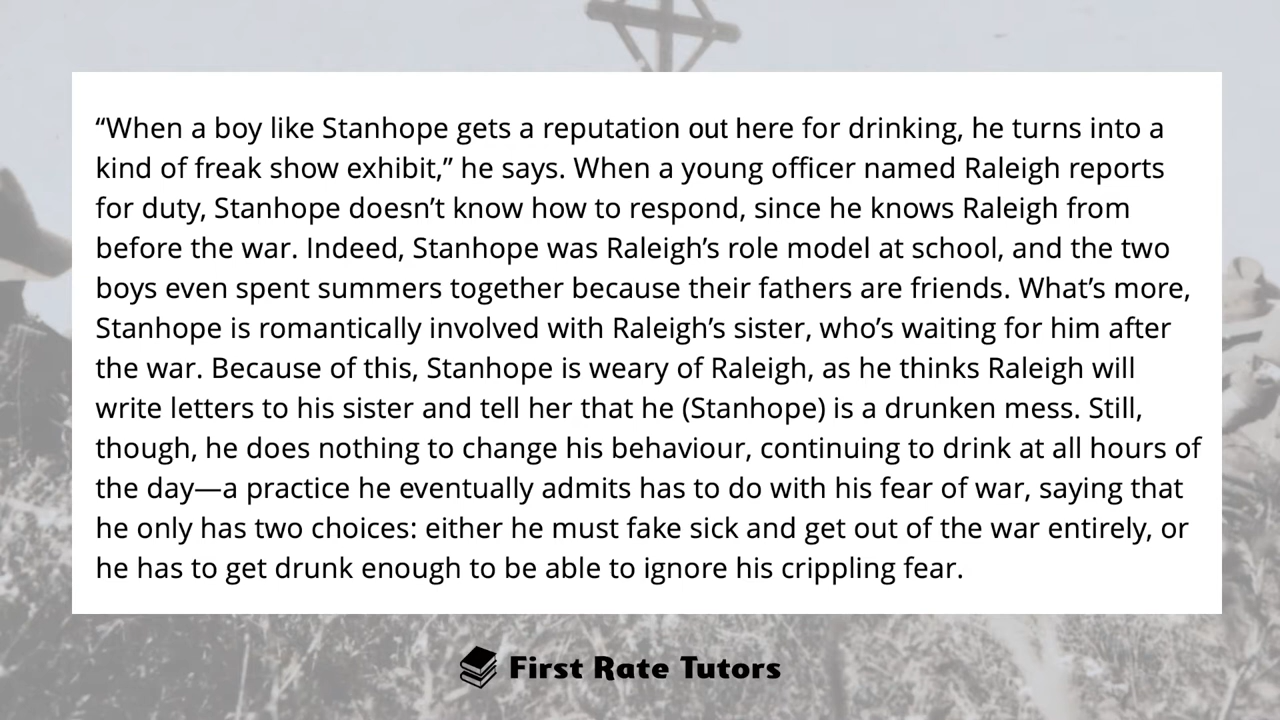 “When a boy like Stanhope gets a reputation out here for drinking, he turns into a
kind of freak show exhibit,” he says. When a young officer named Raleigh reports
for duty, Stanhope doesn’t know how to respond, since he knows Raleigh from
before the war. Indeed, Stanhope was Raleigh’s role model at school, and the two
boys even spent summers together because their fathers are friends. What’s more,
Stanhope is romantically involved with Raleigh’s sister, who’s waiting for him after
the war. Because of this, Stanhope is weary of Raleigh, as he thinks Raleigh will
write letters to his sister and tell her that he (Stanhope) is a drunken mess. Still,
though, he does nothing to change his behaviour, continuing to drink at all hours of
the day—a practice he eventually admits has to do with his fear of war, saying that
he only has two choices: either he must fake sick and get out of the war entirely, or
he has to get drunk enough to be able to ignore his crippling fear.
First Rate Tutors